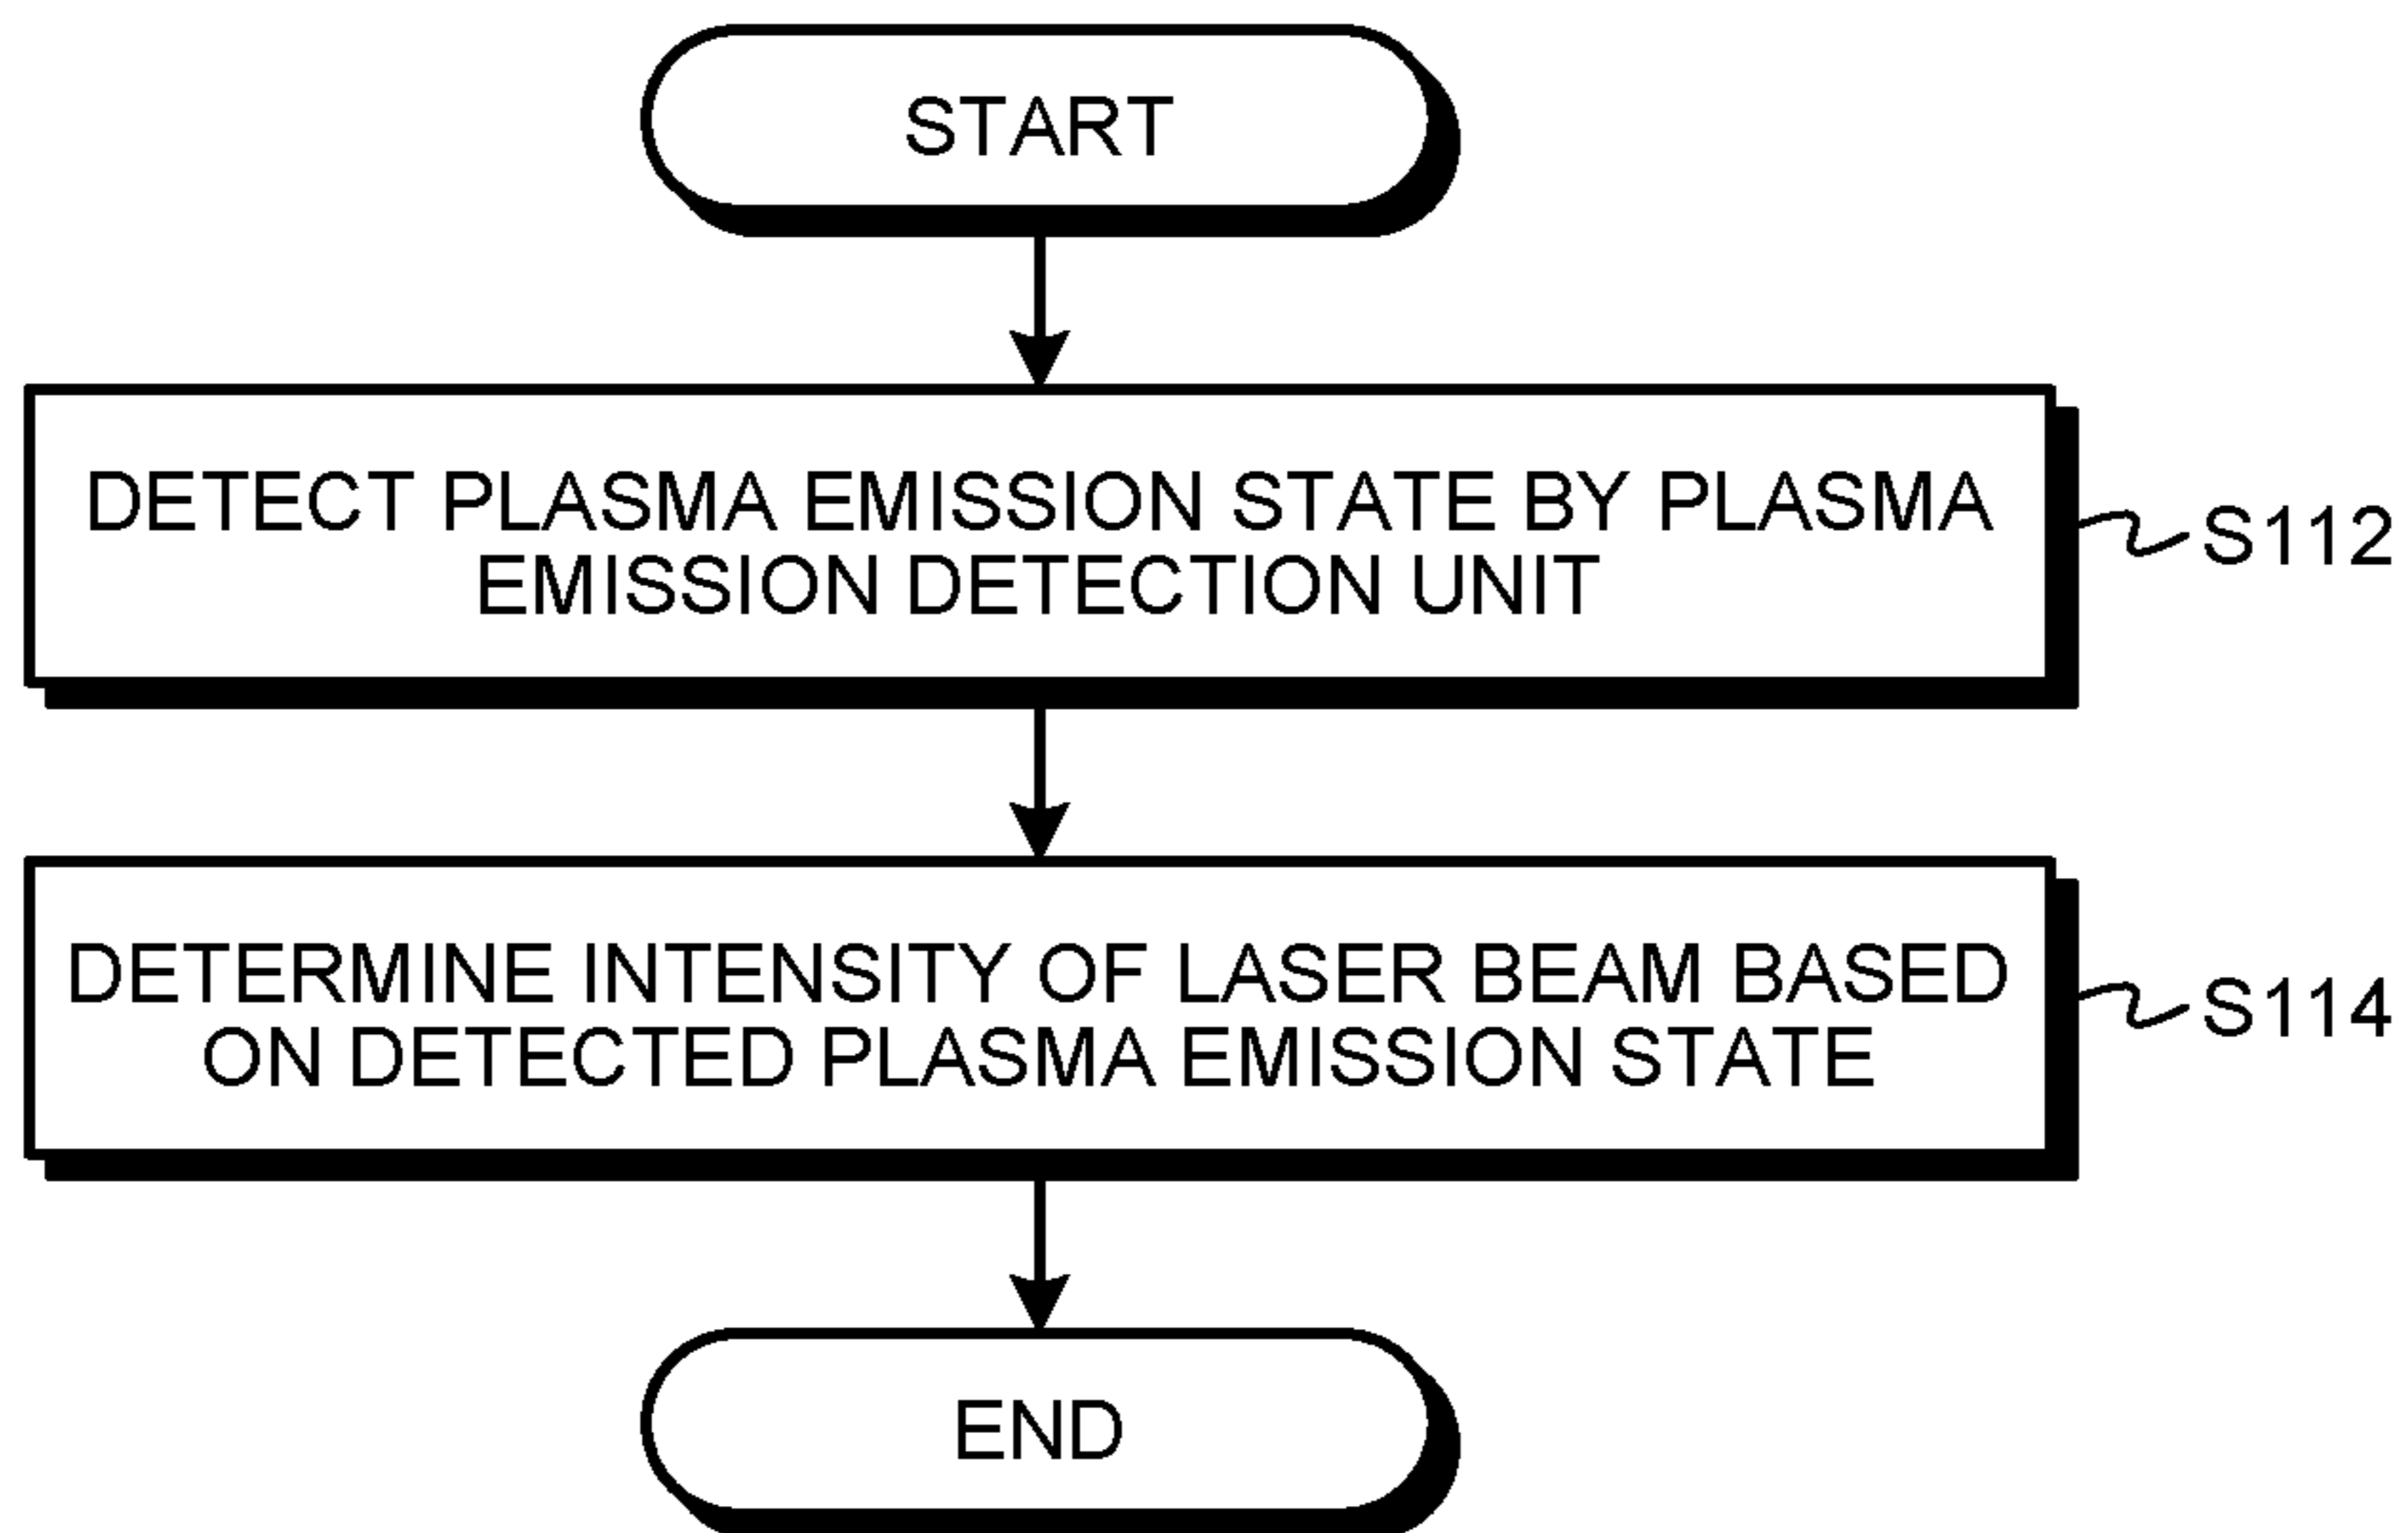 START
DETECT PLASMA EMISSION STATE BY PLASMA
EMISSION DETECTION UNIT
S112
DETERMINE INTENSITY OF LASER BEAM BASED
ON DETECTED PLASMA EMISSION STATE
S114
END